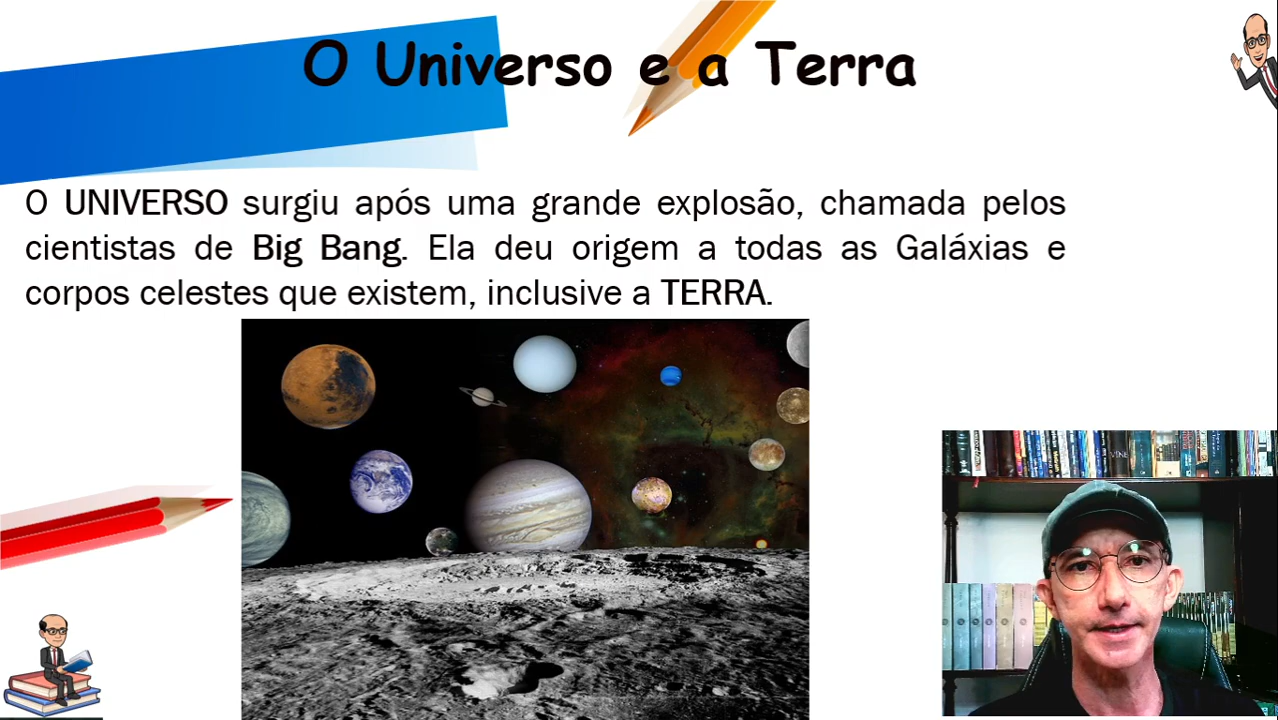 O Universo e a Terra
O UNIVERSO surgiu após uma grande explosão, chamada pelos
cientistas de Big Bang. Ela deu origem a todas as Galáxias e
corpos celestes que existem, inclusive a TERRA.